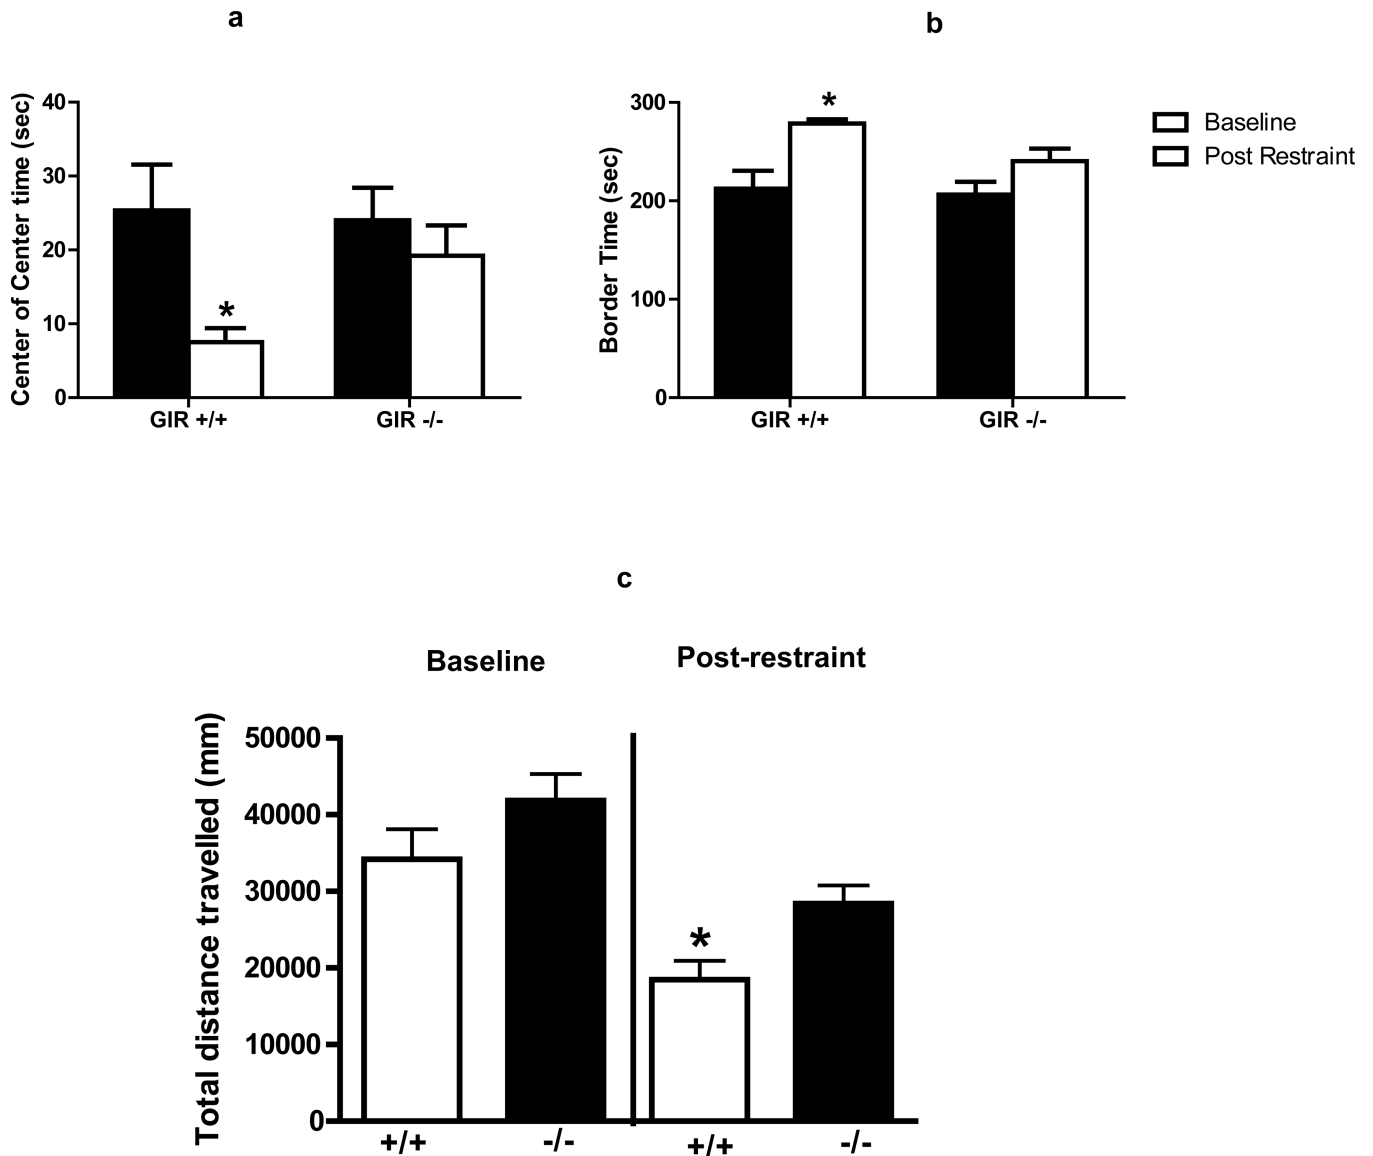 a
Center of Center time (sec)
40
30
20
10
0
*
GIR +/+
GIR -/-
b
Border Time (sec)
300
200
100
0
*
GIR +/+
GIR -/-
Baseline
Post Restraint
c
Baseline
Post-restraint
Total distance travelled (mm)
50000
40000
30000
20000
10000
0
*
+/+
-/-
+/+
-/-